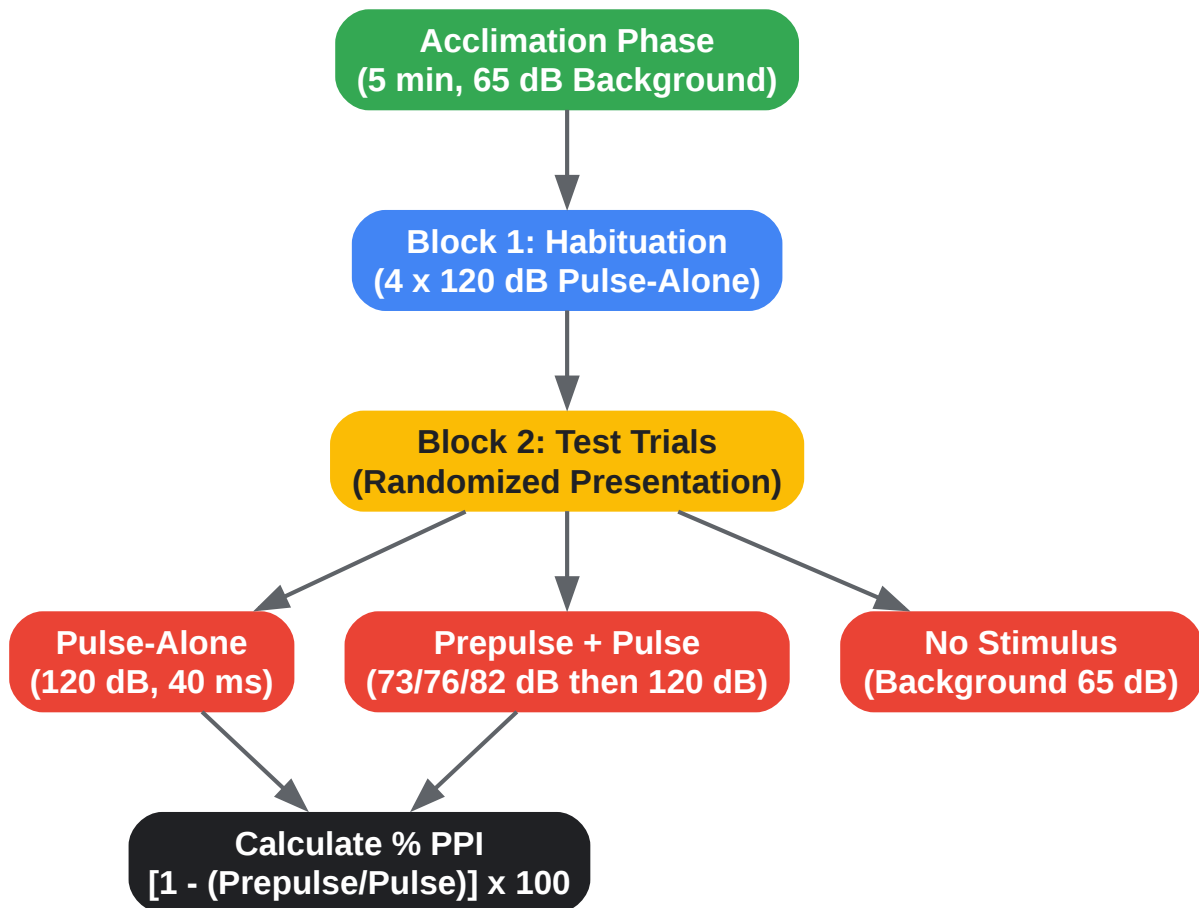 Acclimation Phase
(5 min, 65 dB Background)
Block 1: Habituation
(4 x 120 dB Pulse-Alone)
Block 2: Test Trials
(Randomized Presentation)
Pulse-Alone
(120 dB, 40 ms)
Prepulse + Pulse
(73/76/82 dB then 120 dB)
No Stimulus
(Background 65 dB)
Calculate % PPI
[1 - (Prepulse/Pulse)] x 100